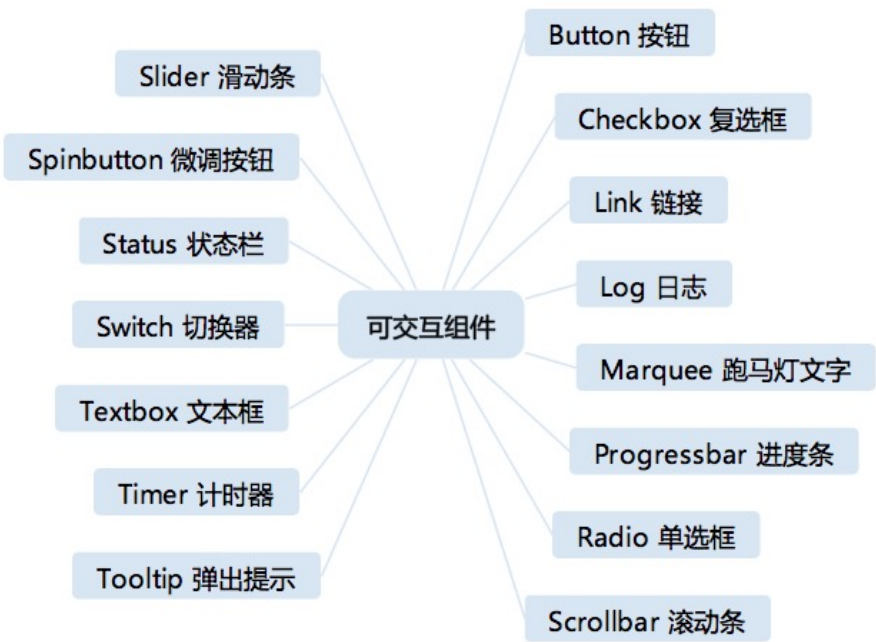 Button 按钮
Slider 滑动条
Checkbox 复选框
Spinbutton 微调按钮
Link 链接
Status 状态栏
Log 日志
Switch 切换器
可交互组件
Marquee 跑马灯文字
Textbox 文本框
Progressbar 进度条
Timer 计时器
Radio 单选框
Tooltip 弹出提示
Scrollbar 滚动条